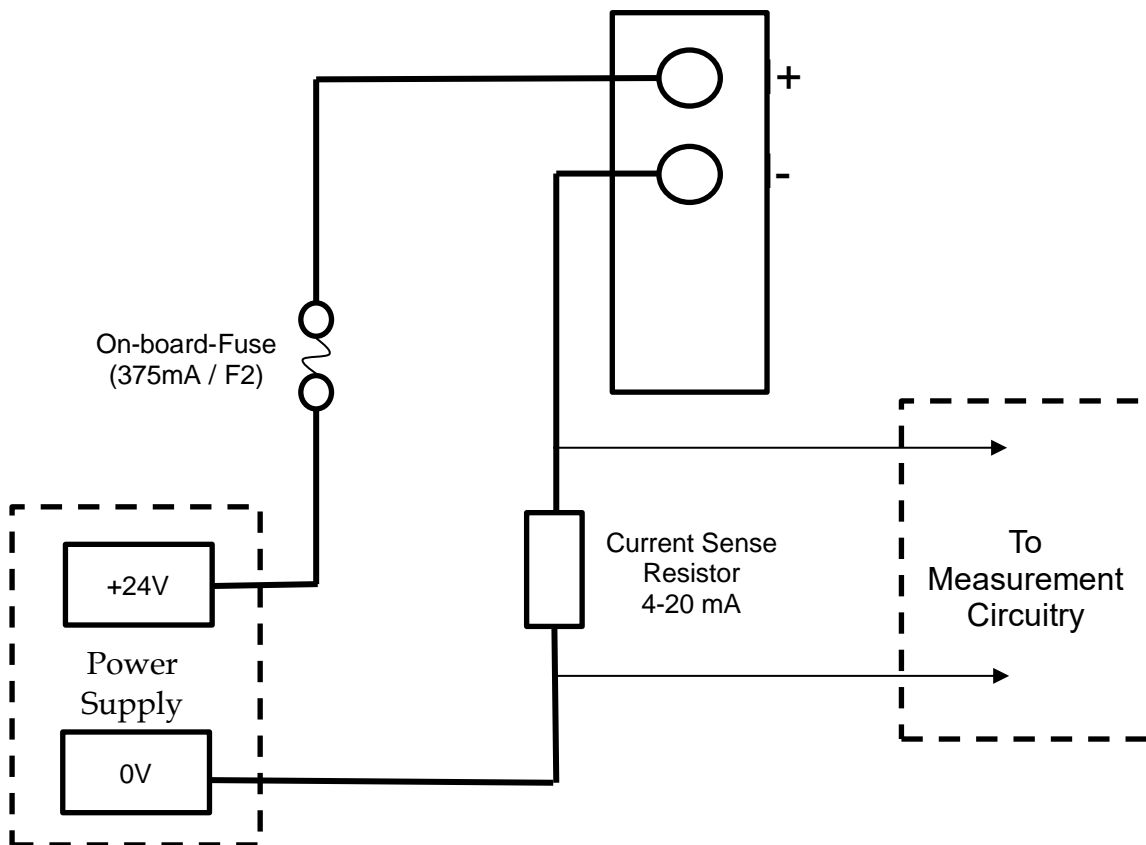 +
-
On-board-Fuse
(375mA / F2)
+24V
Power
Supply
0V
Current Sense
Resistor
4-20 mA
To
Measurement
Circuitry